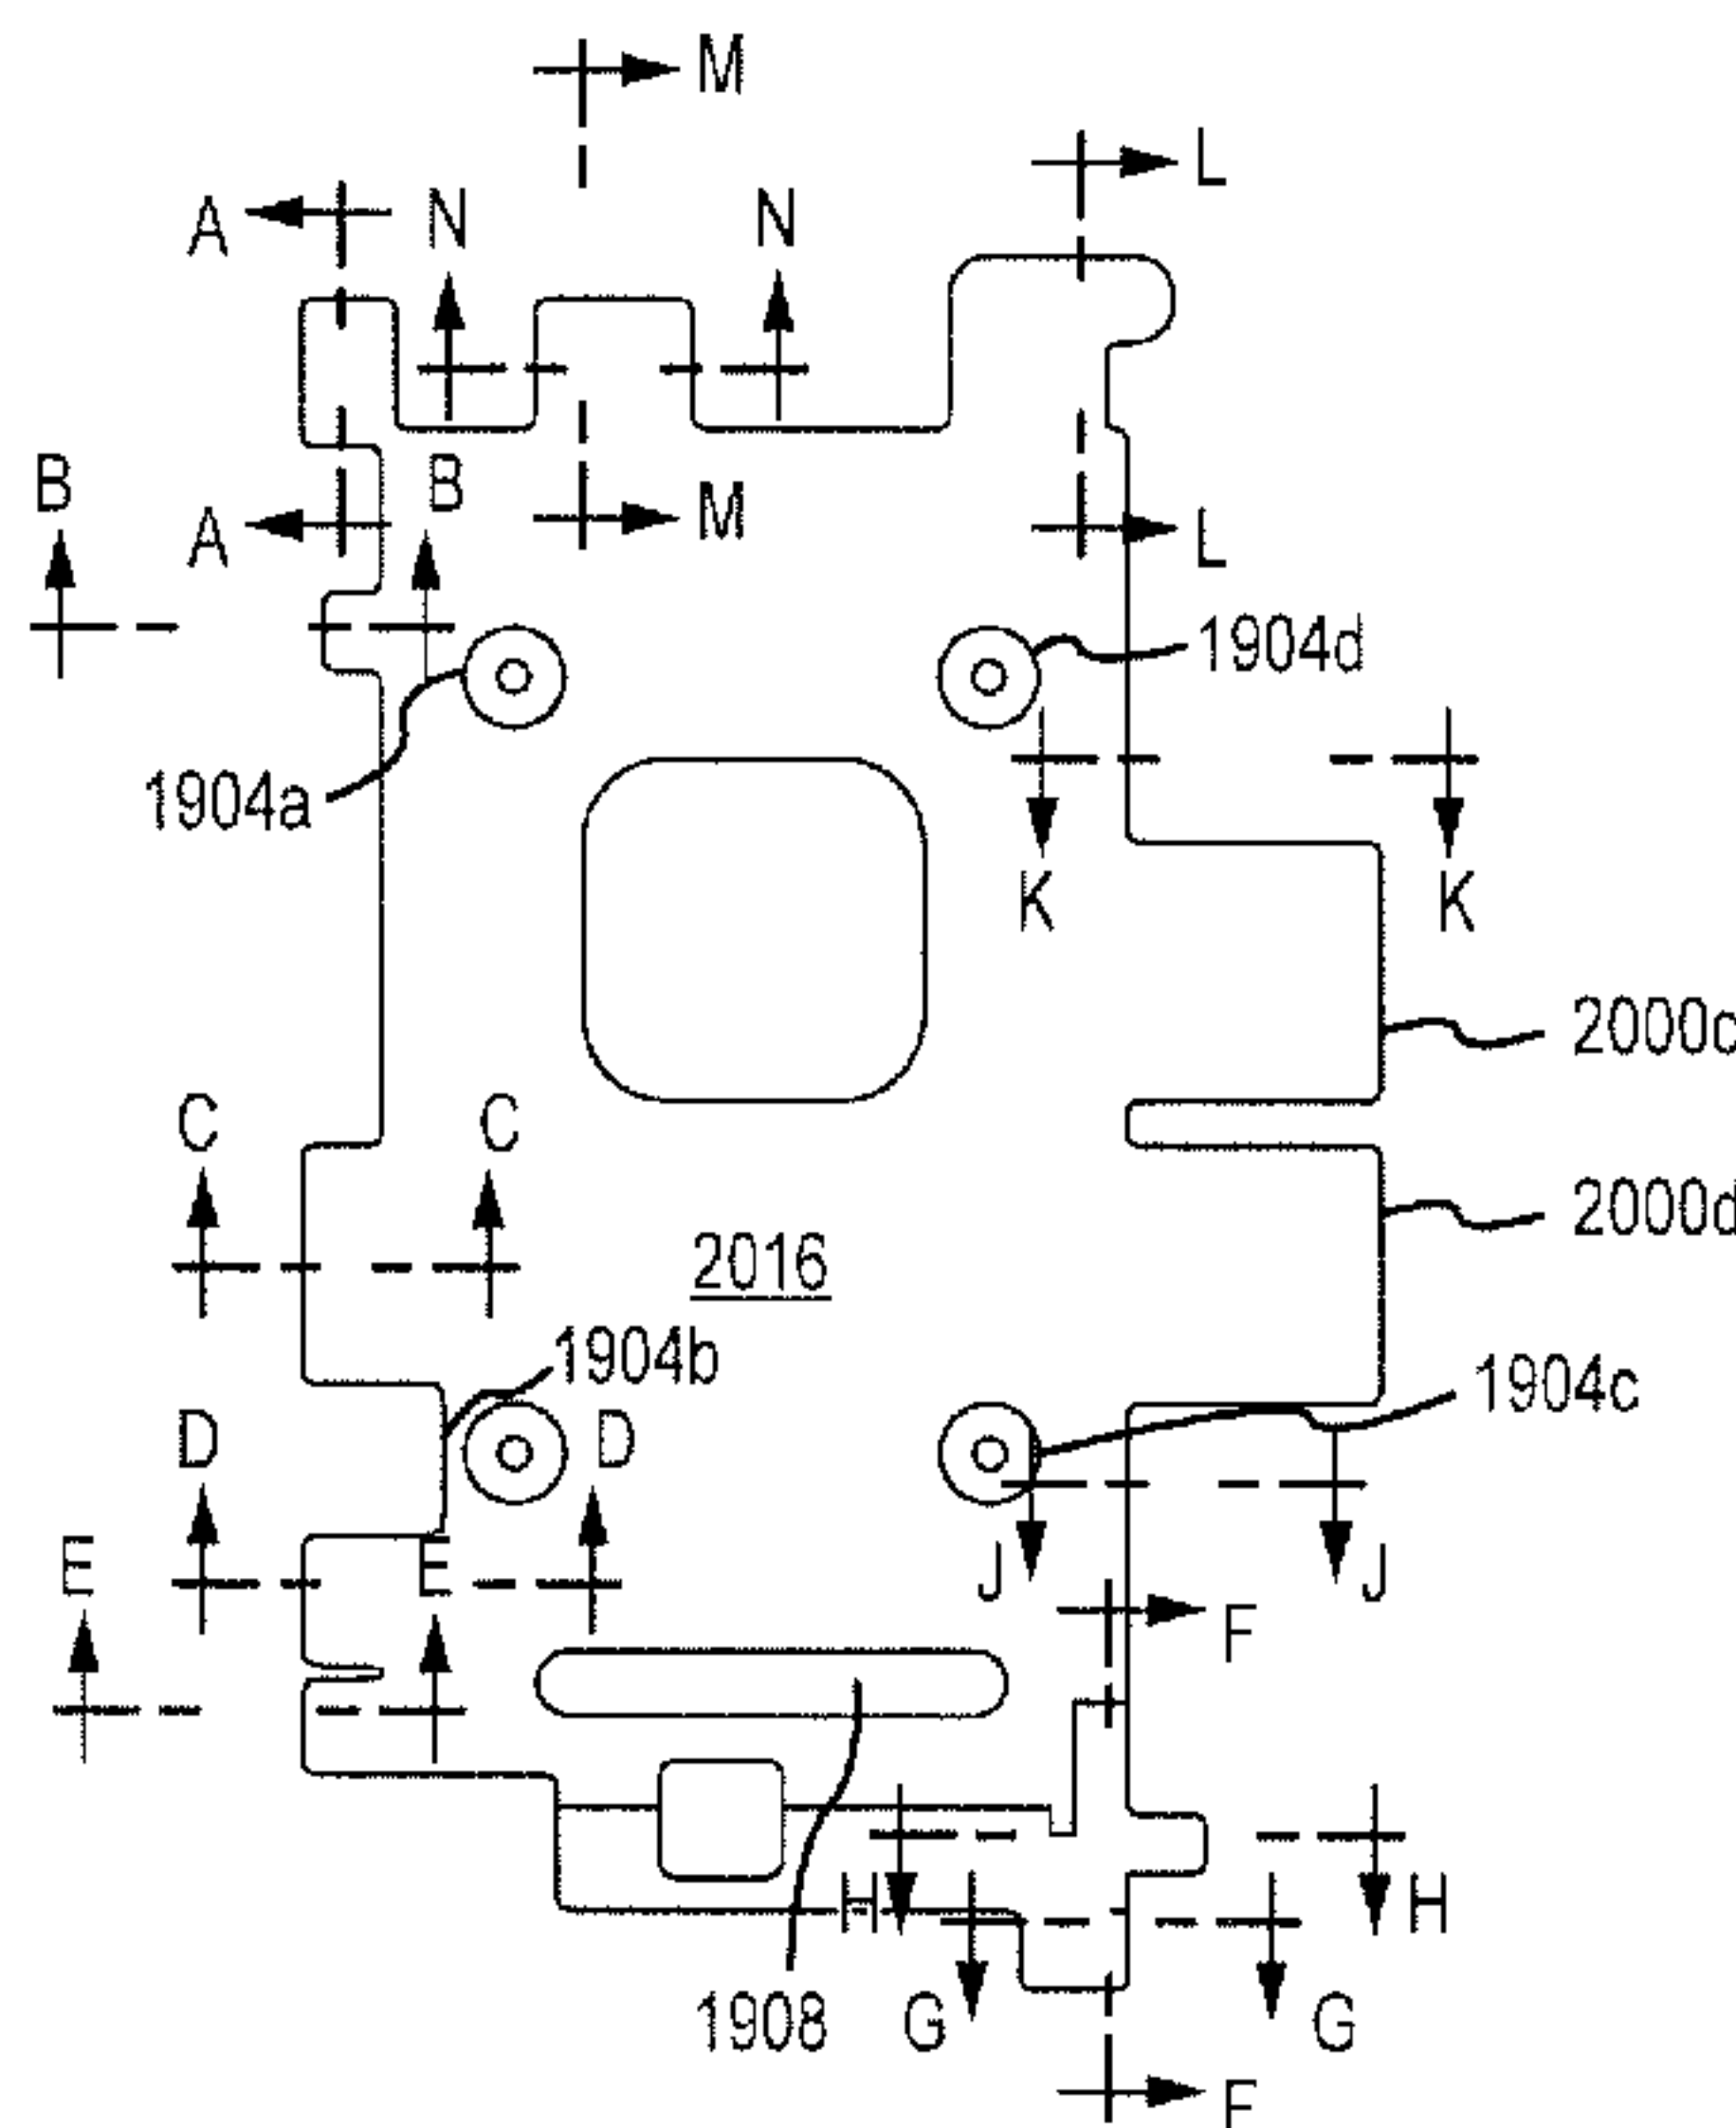 M
L
A N N
B B M
A L
1904d
1904a
K K
2000c
C C
2000d
2016
1904b
1904c
D D
E E J J
F
H H
1908 G G
F